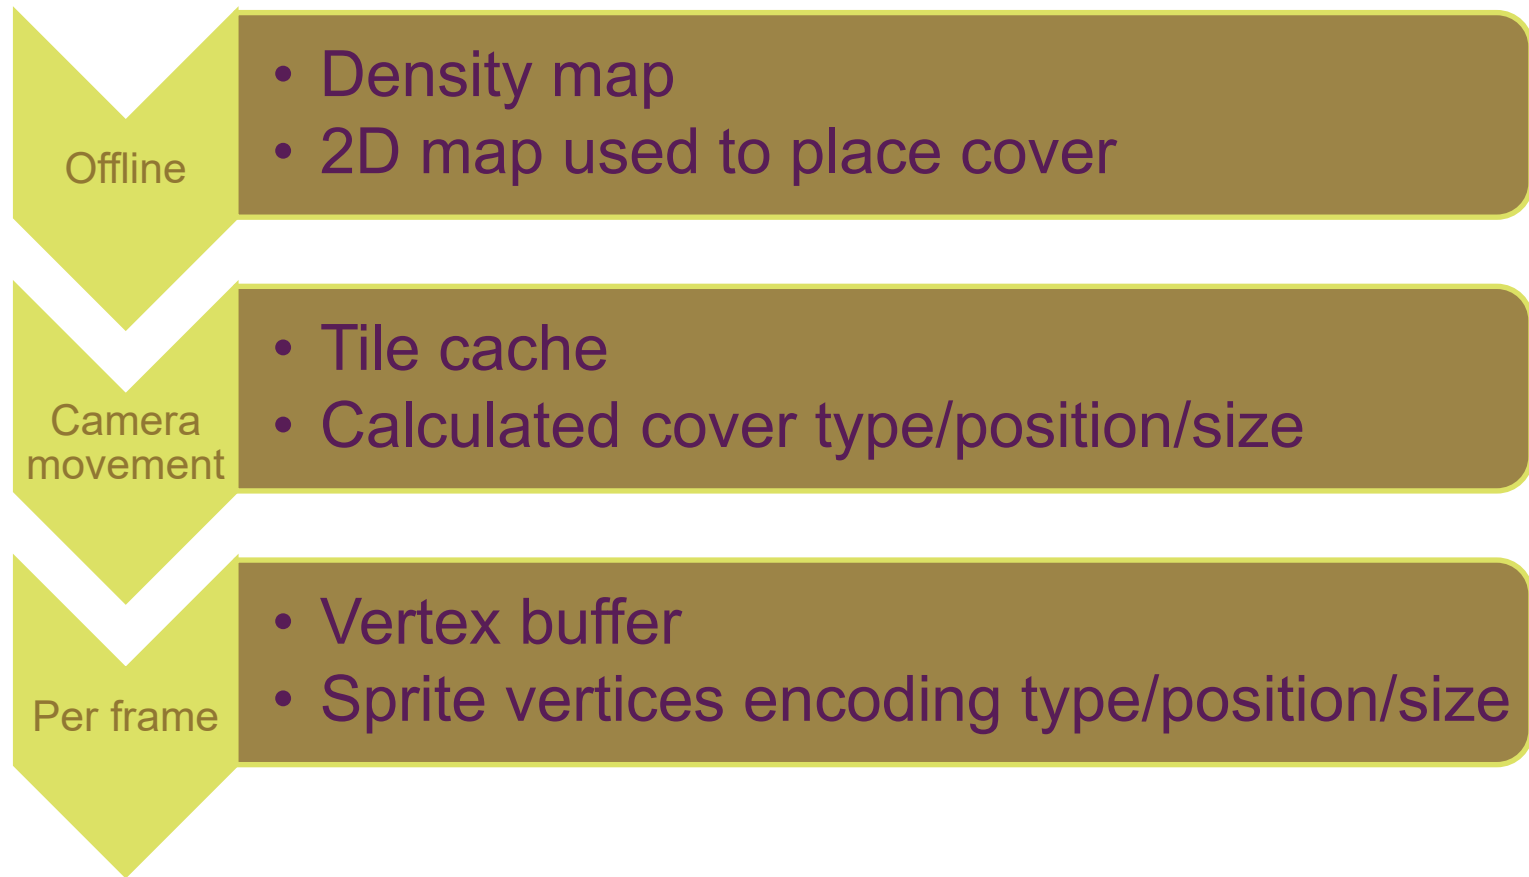 Offline
• Density map
• 2D map used to place cover
Camera
movement
• Tile cache
• Calculated cover type/position/size
Per frame
• Vertex buffer
• Sprite vertices encoding type/position/size